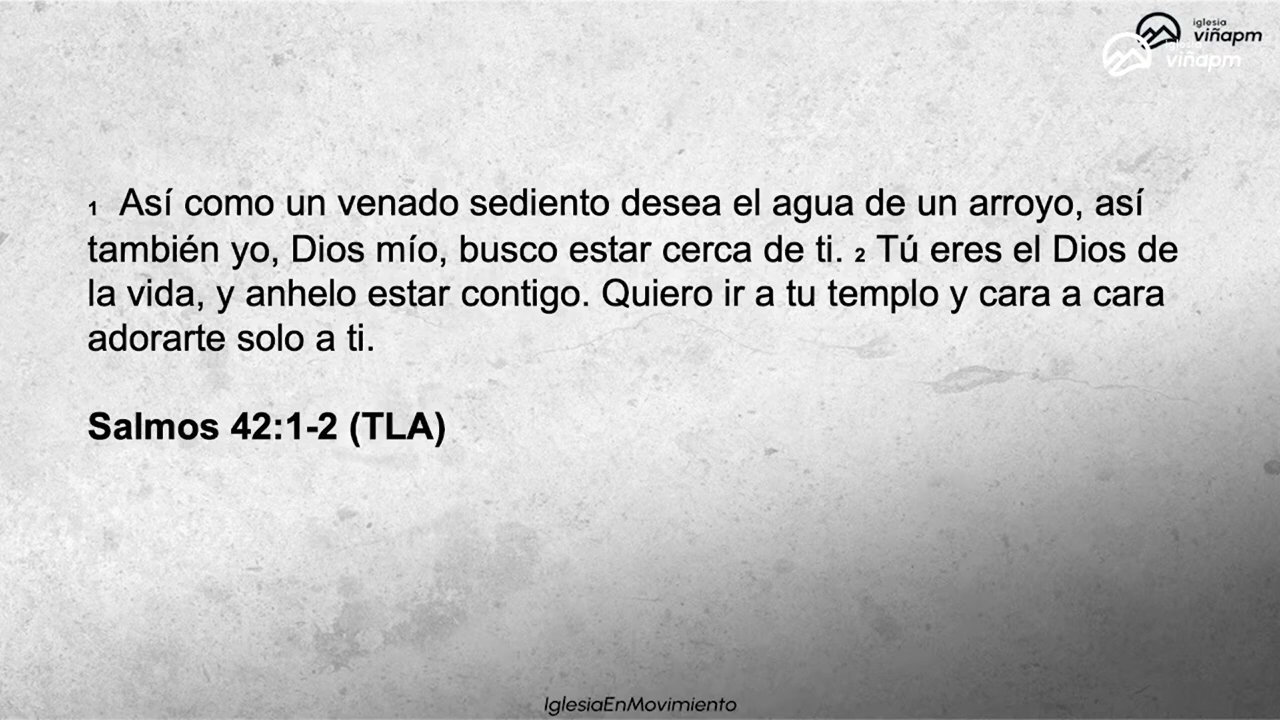 iglesia
viñapm
viñapm
1 Así como un venado sediento desea el agua de un arroyo, así
también yo, Dios mío, busco estar cerca de ti. 2 Tú eres el Dios de
la vida, y anhelo estar contigo. Quiero ir a tu templo y cara a cara
adorarte solo a ti.
Salmos 42:1-2 (TLA)
IglesiaEnMovimiento